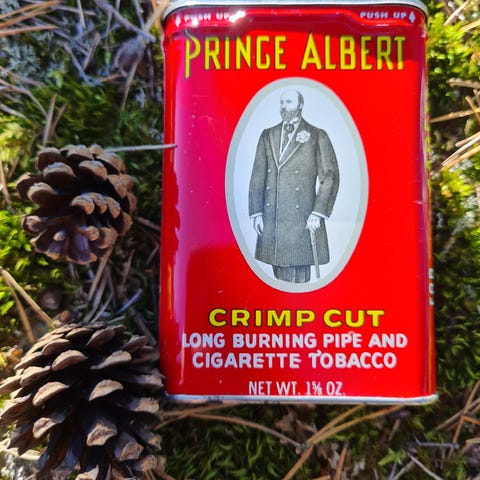 PUSH UP PUSH UP
PRINCE ALBERT
CRIMP CUT
LONG BURNING PIPE AND
CIGARETTE TOBACCO
NET WT. 1⅝ OZ.